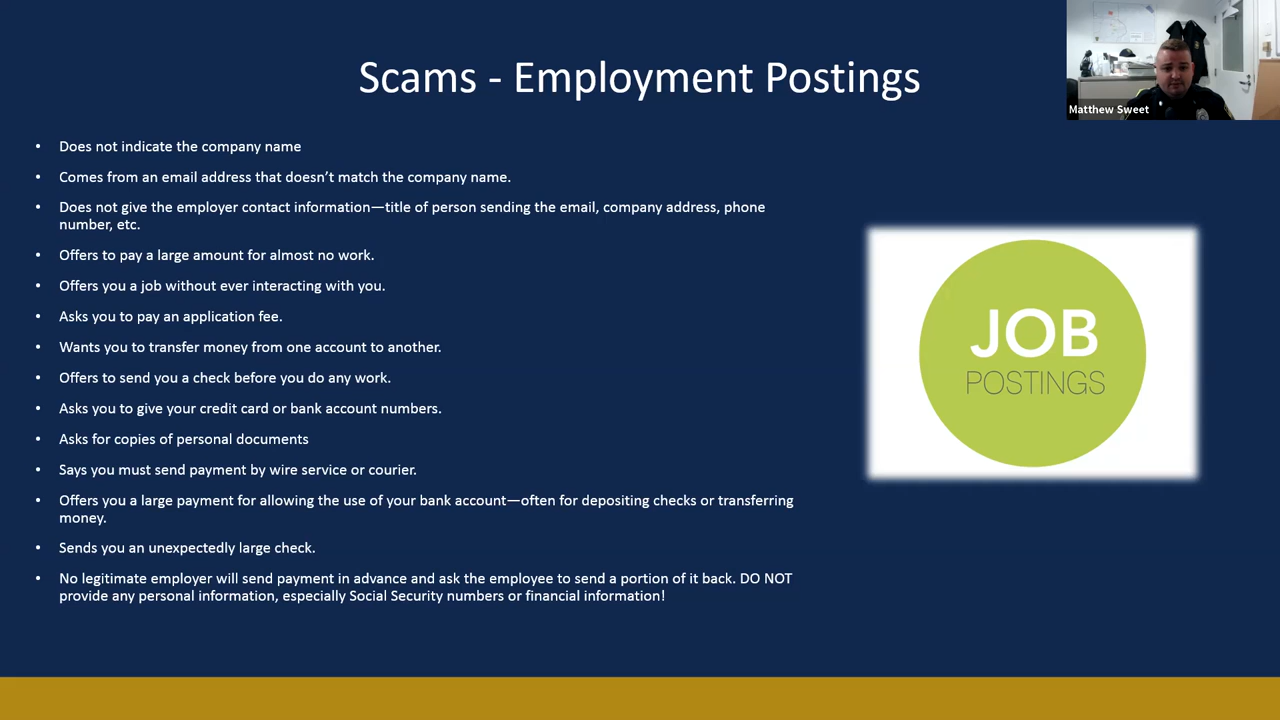 Scams - Employment Postings
Matthew Sweet
• Does not indicate the company name
• Comes from an email address that doesn’t match the company name.
• Does not give the employer contact information—title of person sending the email, company address, phone
number, etc.
• Offers to pay a large amount for almost no work.
• Offers you a job without ever interacting with you.
• Asks you to pay an application fee.
• Wants you to transfer money from one account to another.
• Offers to send you a check before you do any work.
• Asks you to give your credit card or bank account numbers.
• Asks for copies of personal documents
• Says you must send payment by wire service or courier.
• Offers you a large payment for allowing the use of your bank account—often for depositing checks or transferring
money.
• Sends you an unexpectedly large check.
• No legitimate employer will send payment in advance and ask the employee to send a portion of it back. DO NOT
provide any personal information, especially Social Security numbers or financial information!
JOB
POSTINGS